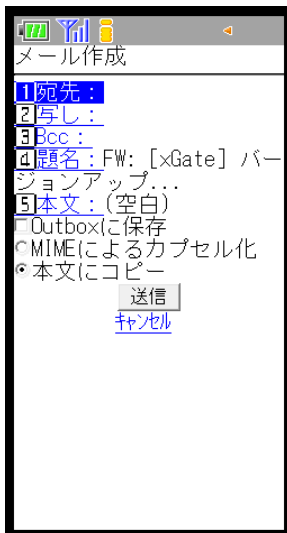 メール作成
1宛先：
2写し：
3Bcc：
4題名：FW: [xGate] バー
ジョンアップ...
5本文：(空白)
Outboxに保存
MIMEによるカプセル化
本文にコピー
送信
ｷｬﾝｾﾙ